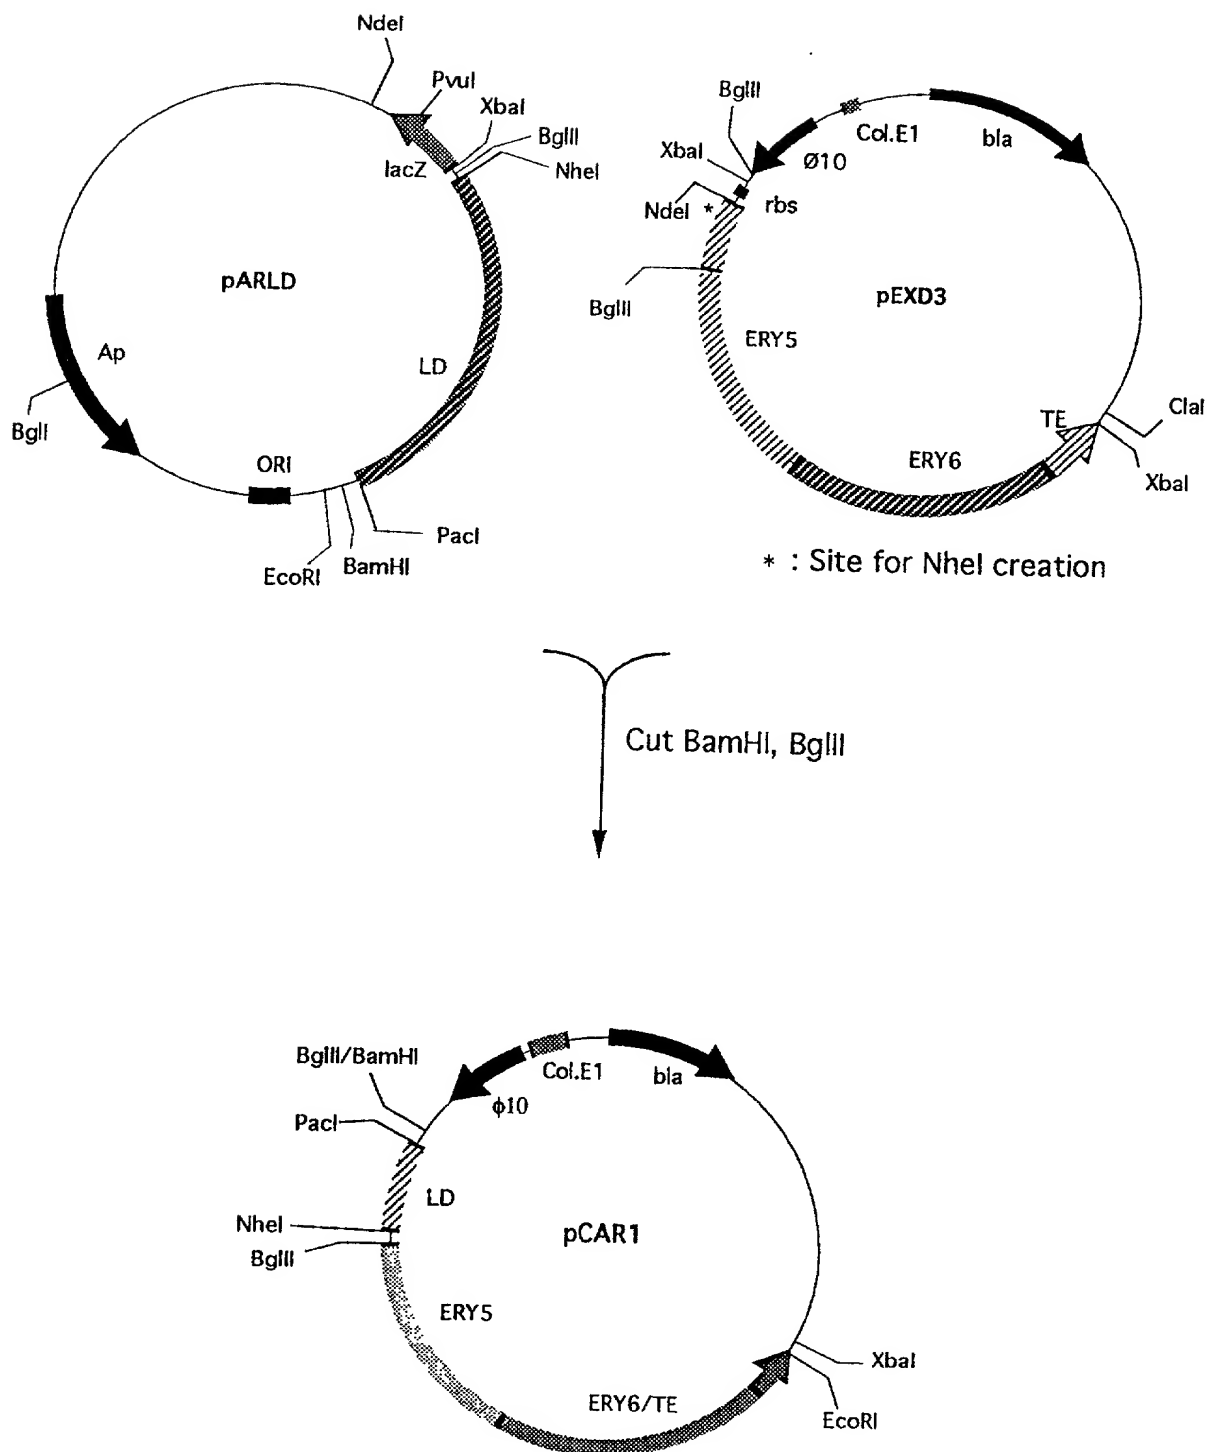 NdeI
PvuI
XbaI
BglII
NheI
lacZ
pARLD
Ap
LD
BglI
ORI
PacI
EcoRI
BamHI
BglII
Col.E1
bla
XbaI
Ø10
NdeI
*
rbs
pEXD3
BglII
ERY5
TE
ClaI
ERY6
XbaI
* : Site for NheI creation
Cut BamHI, BglII
BglII/BamHI
Col.E1
bla
ϕ10
PacI
LD
NheI
pCAR1
BglII
ERY5
XbaI
ERY6/TE
EcoRI